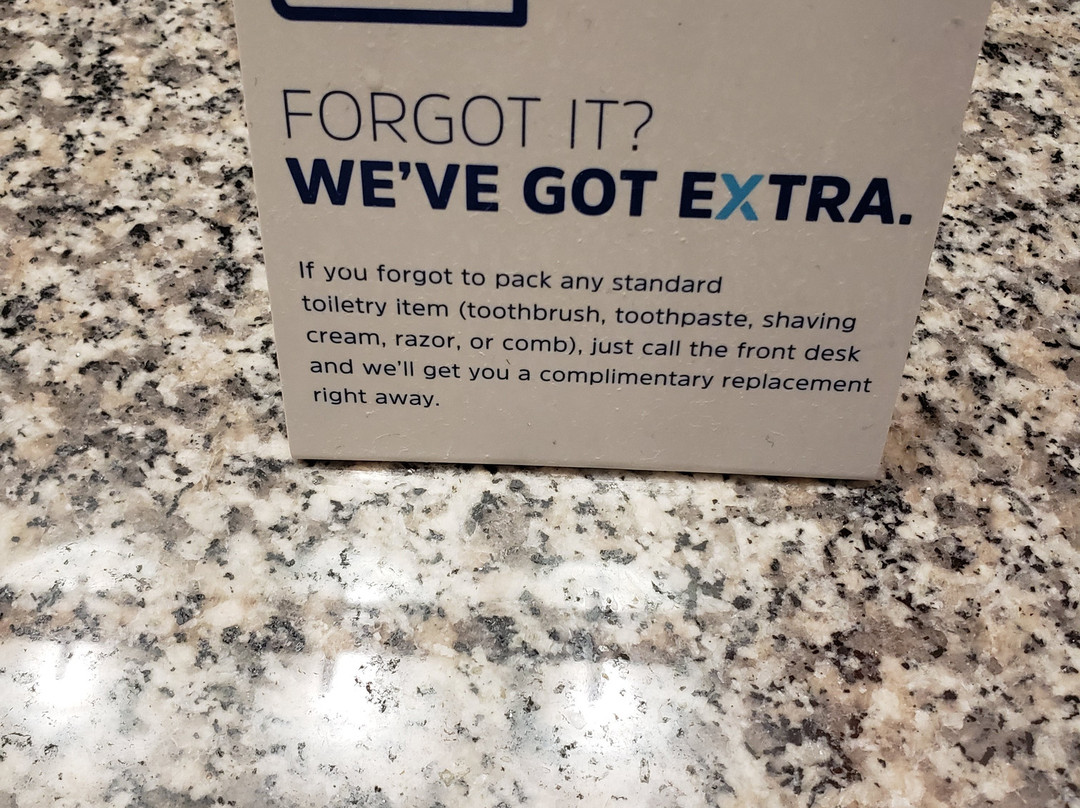 FORGOT IT?
WE'VE GOT EXTRA.
If you forgot to pack any standard
toiletry item (toothbrush, toothpaste, shaving
cream, razor, or comb), just call the front desk
and we'll get you a complimentary replacement
right away.